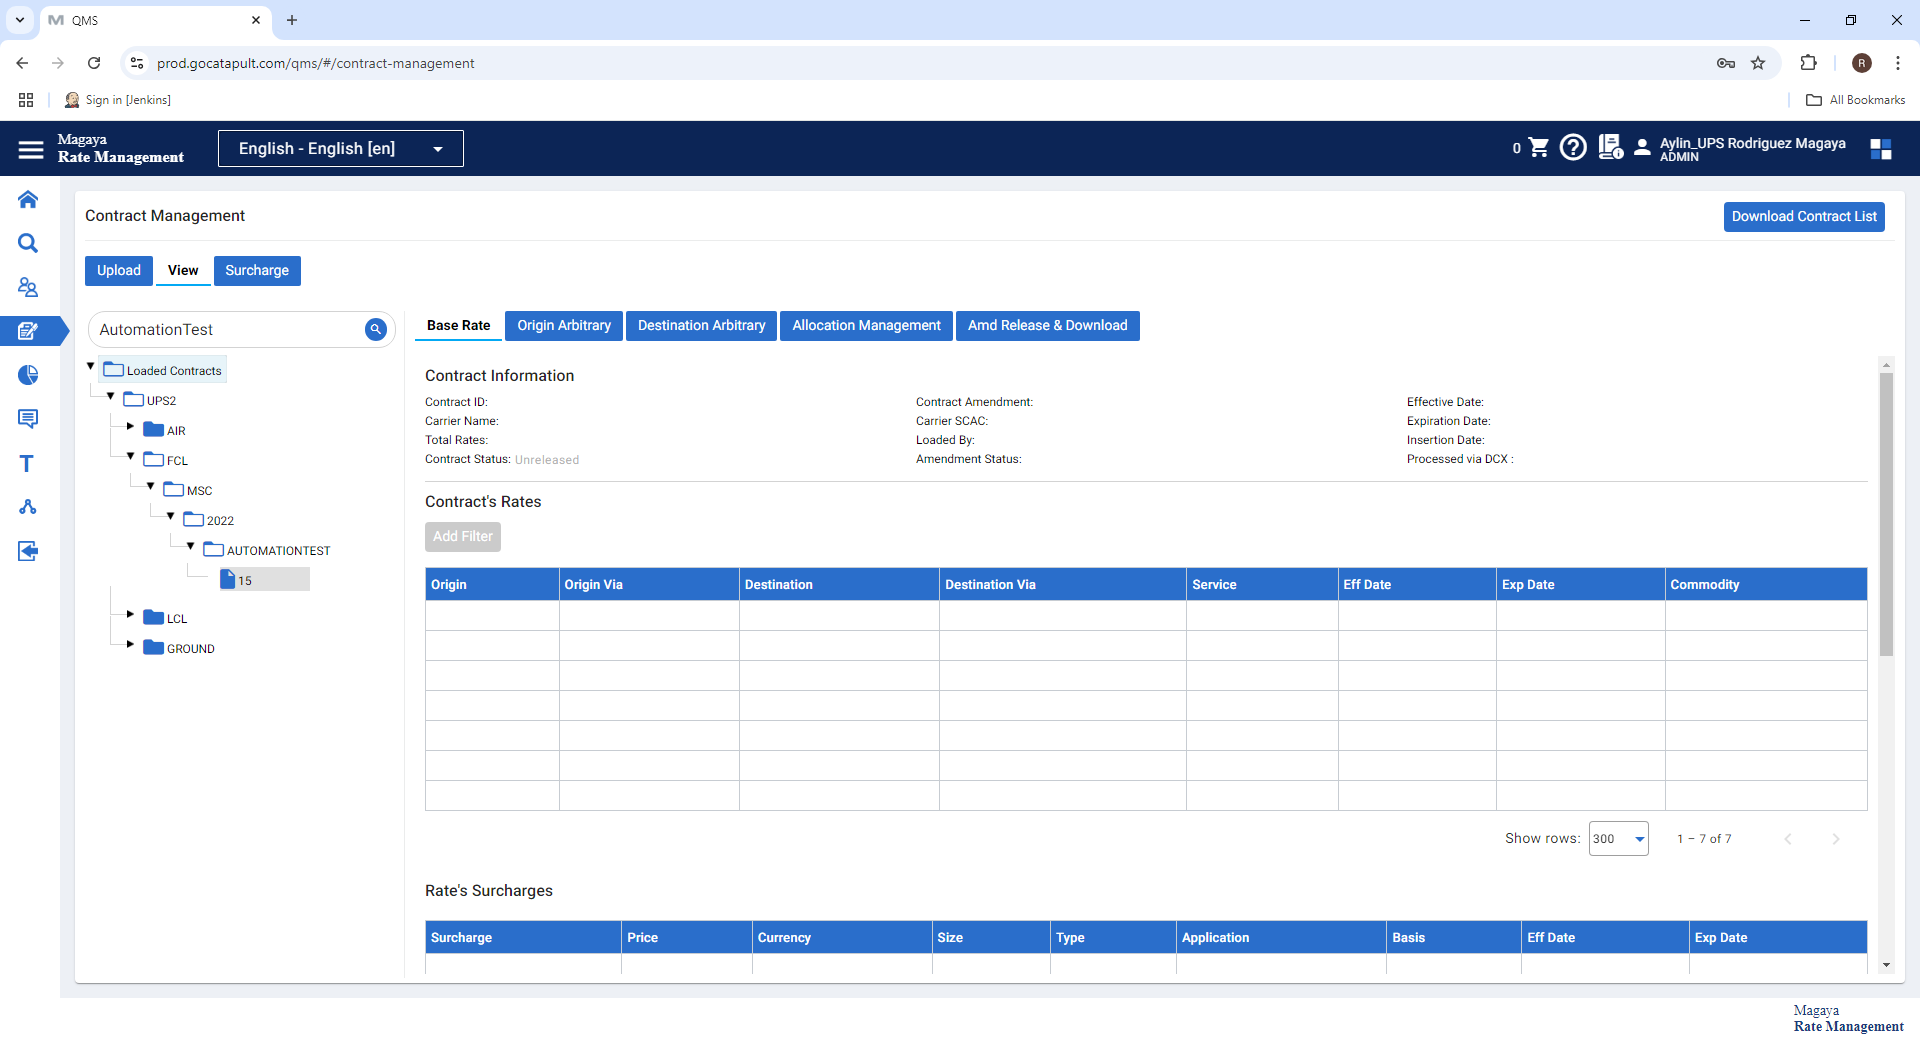 QMS
prod.gocatapult.com/qms/#/contract-management
R
Sign in [Jenkins]
All Bookmarks
Magaya
Rate Management
English - English [en]
0
Aylin_UPS Rodriguez Magaya
ADMIN
Contract Management
Download Contract List
Upload
View
Surcharge
AutomationTest
Base Rate
Origin Arbitrary
Destination Arbitrary
Allocation Management
Amd Release & Download
Loaded Contracts
UPS2
AIR
FCL
MSC
2022
AUTOMATIONTEST
15
LCL
GROUND
Contract Information
Contract ID:
Contract Amendment:
Effective Date:
Carrier Name:
Carrier SCAC:
Expiration Date:
Total Rates:
Loaded By:
Insertion Date:
Contract Status: Unreleased
Amendment Status:
Processed via DCX :
Contract's Rates
Add Filter
Origin Origin Via Destination Destination Via Service Eff Date Exp Date Commodity
Show rows: 300 1 – 7 of 7
Rate's Surcharges
Surcharge Price Currency Size Type Application Basis Eff Date Exp Date
Magaya
Rate Management